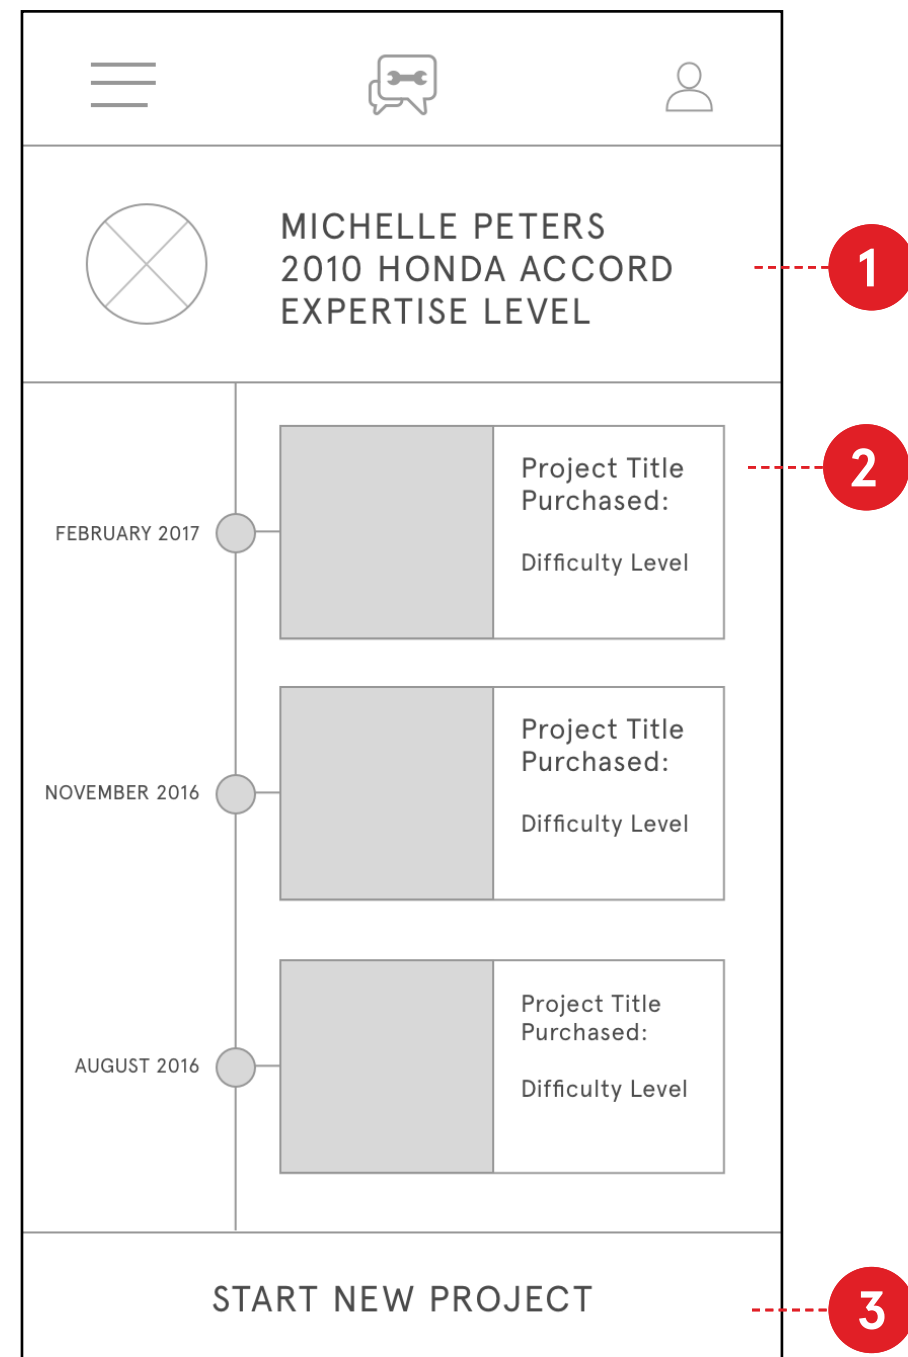 MICHELLE PETERS
2010 HONDA ACCORD
EXPERTISE LEVEL
1
FEBRUARY 2017
Project Title
Purchased:
Difficulty Level
2
NOVEMBER 2016
Project Title
Purchased:
Difficulty Level
AUGUST 2016
Project Title
Purchased:
Difficulty Level
START NEW PROJECT
3